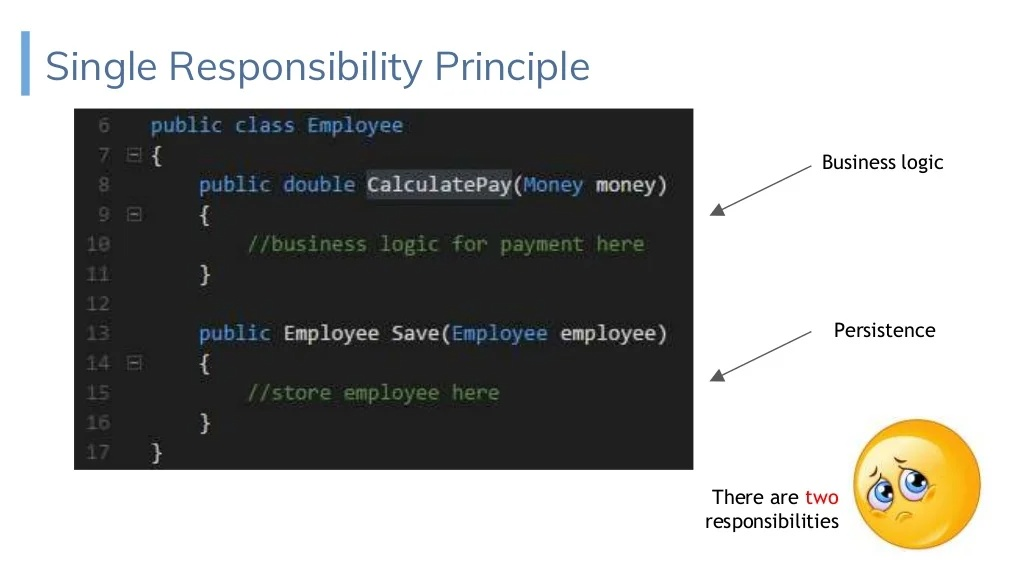 Single Responsibility Principle
6 public class Employee
7 {
8 public double CalculatePay(Money money)
9 {
10 //business logic for payment here
11 }
12
13 public Employee Save(Employee employee)
14 {
15 //store employee here
16 }
17 }
Business logic
Persistence
There are two
responsibilities